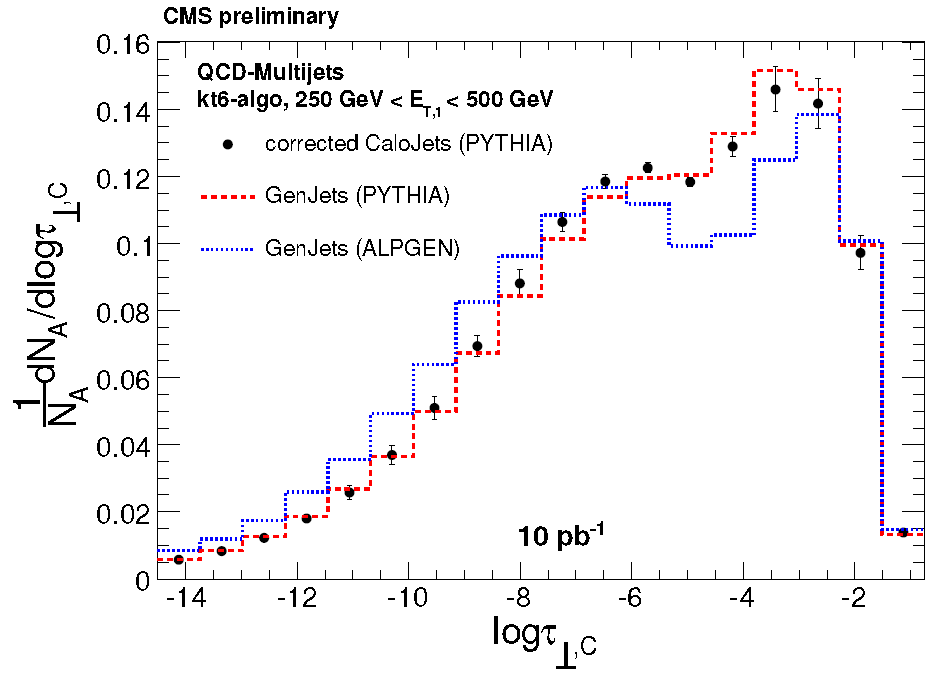 CMS preliminary
QCD-Multijets
kt6-algo, 250 GeV < E_T,1 < 500 GeV
corrected CaloJets (PYTHIA)
GenJets (PYTHIA)
GenJets (ALPGEN)
10 pb⁻¹
0.16
0.14
0.12
0.1
0.08
0.06
0.04
0.02
0
-14
-12
-10
-8
-6
-4
-2
1/N_A dN_A/dlogτ_⊥,C
logτ_⊥,C